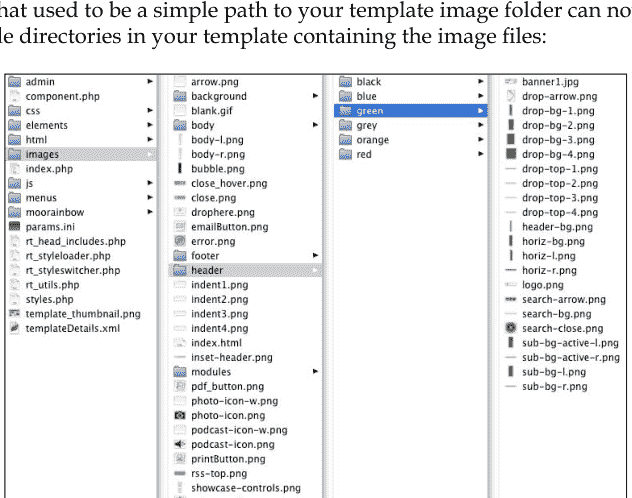 hat used to be a simple path to your template image folder can no
le directories in your template containing the image files:
admin
component.php
css
elements
html
images
index.php
js
menus
moorainbow
params.ini
rt_head_includes.php
rt_styleloader.php
rt_styleswitcher.php
rt_utils.php
styles.php
template_thumbnail.png
templateDetails.xml
arrow.png
background
blank.gif
body
body-l.png
body-r.png
bubble.png
close_hover.png
close.png
drophere.png
emailButton.png
error.png
footer
header
indent1.png
indent2.png
indent3.png
indent4.png
index.html
inset-header.png
modules
pdf_button.png
photo-icon-w.png
photo-icon.png
podcast-icon-w.png
podcast-icon.png
printButton.png
rss-top.png
showcase-controls.png
black
blue
green
grey
orange
red
banner1.jpg
drop-arrow.png
drop-bg-1.png
drop-bg-2.png
drop-bg-3.png
drop-bg-4.png
drop-top-1.png
drop-top-2.png
drop-top-3.png
drop-top-4.png
header-bg.png
horiz-bg.png
horiz-l.png
horiz-r.png
logo.png
search-arrow.png
search-bg.png
search-close.png
sub-bg-active-l.png
sub-bg-active-r.png
sub-bg-l.png
sub-bg-r.png